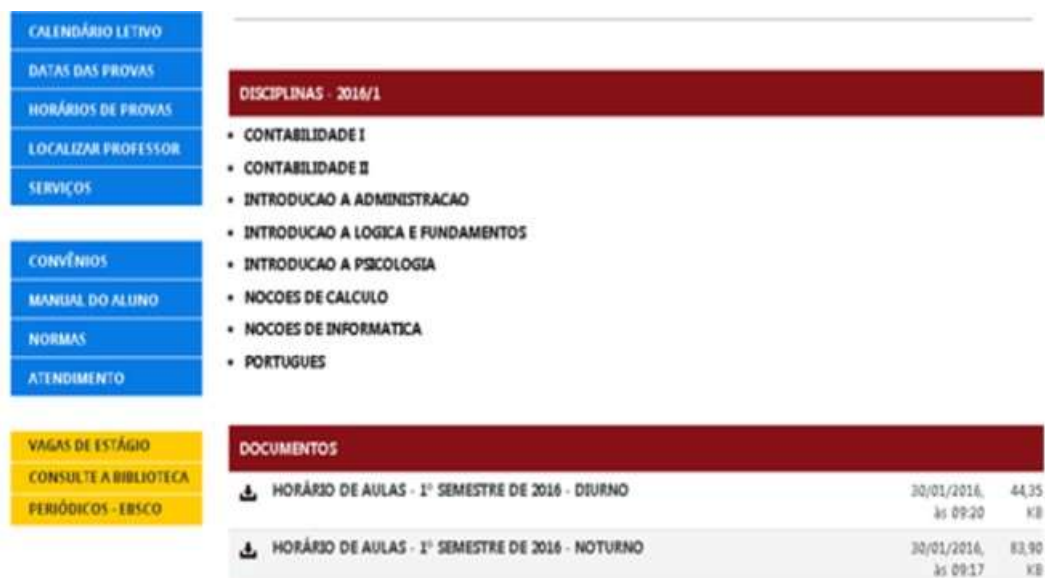 CALENDÁRIO LETIVO
DATAS DAS PROVAS
HORÁRIOS DE PROVAS
LOCALIZAR PROFESSOR
SERVIÇOS
CONVÊNIOS
MANUAL DO ALUNO
NORMAS
ATENDIMENTO
VAGAS DE ESTÁGIO
CONSULTE A BIBLIOTECA
PERIÓDICOS - EBSCO
DISCIPLINAS - 2016/1
• CONTABILIDADE I
• CONTABILIDADE II
• INTRODUCAO A ADMINISTRACAO
• INTRODUCAO A LOGICA E FUNDAMENTOS
• INTRODUCAO A PSICOLOGIA
• NOCOES DE CALCULO
• NOCOES DE INFORMATICA
• PORTUGUES
DOCUMENTOS
HORÁRIO DE AULAS - 1º SEMESTRE DE 2016 - DIURNO 30/01/2016, 44,35
às 09:20 KB
HORÁRIO DE AULAS - 1º SEMESTRE DE 2016 - NOTURNO 30/01/2016, 83,90
às 09:17 KB